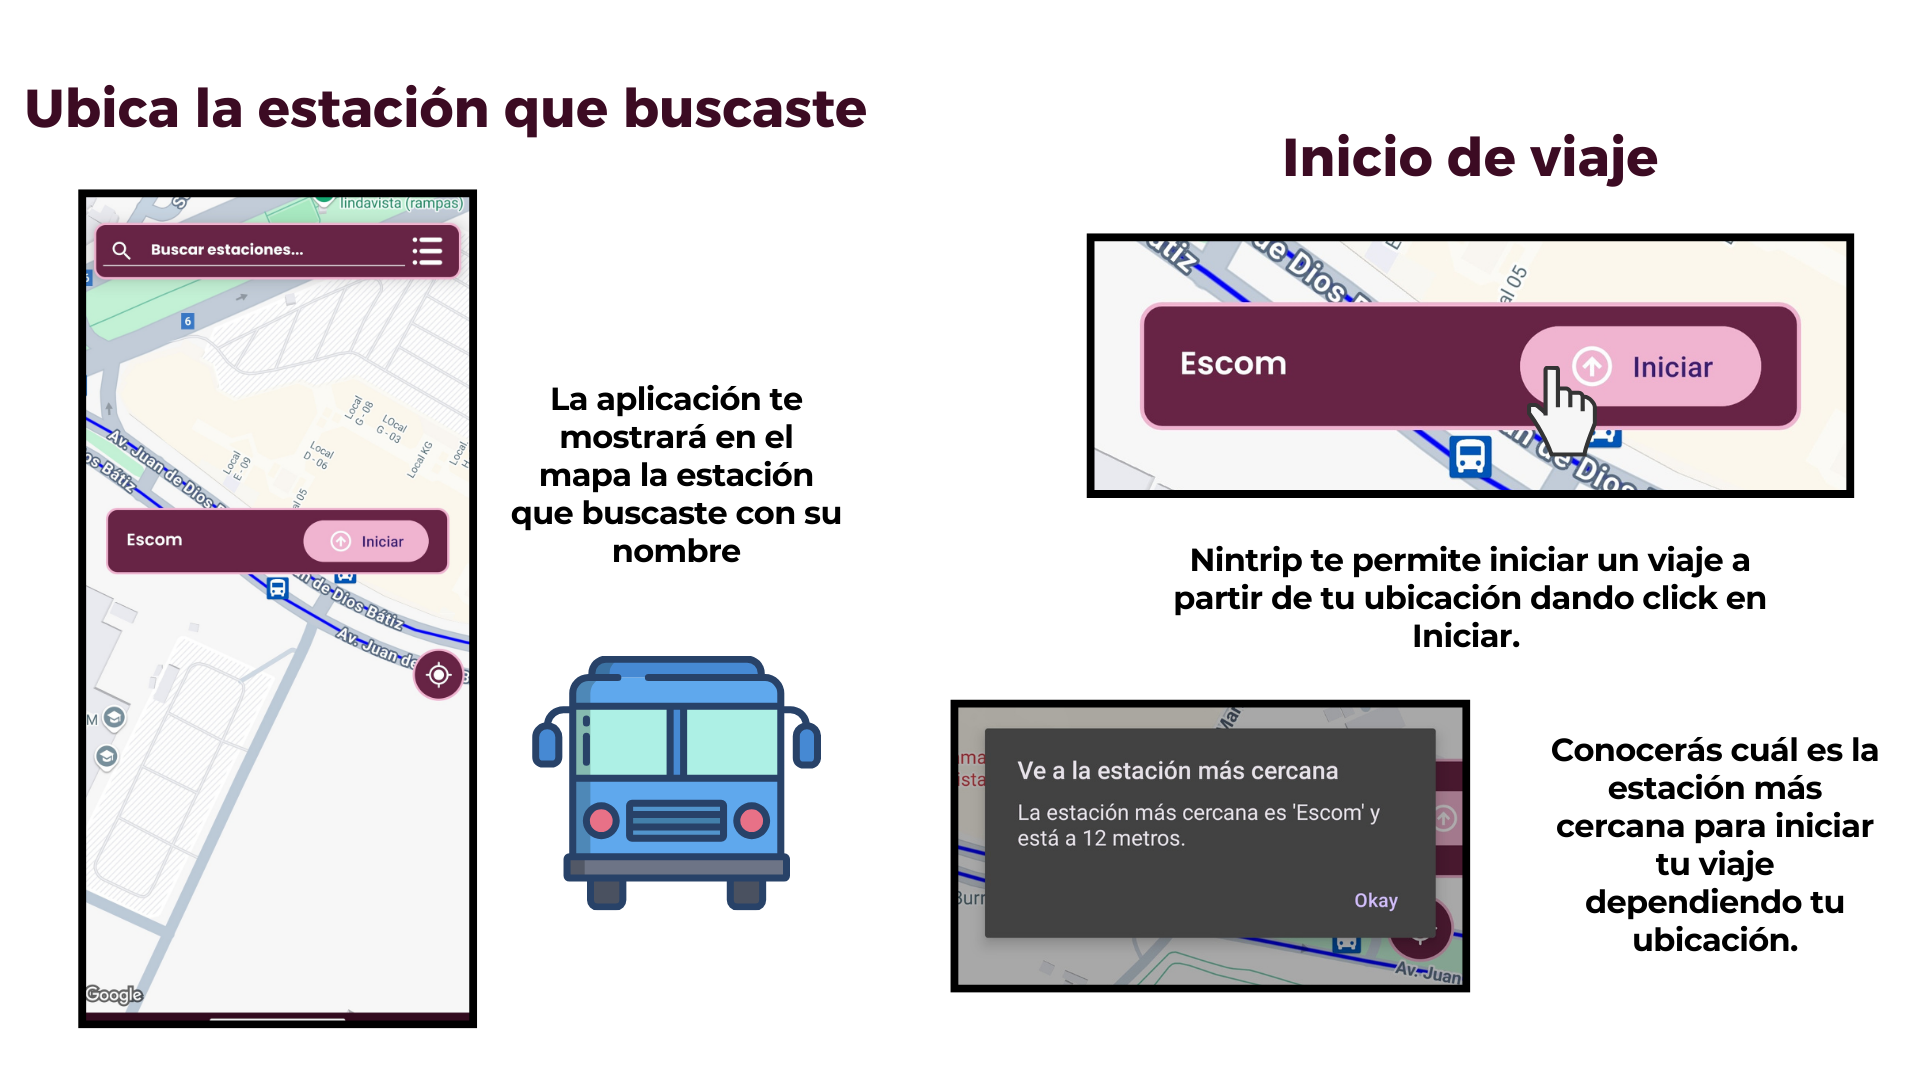 Ubica la estación que buscaste
lindavista (rampas)
Buscar estaciones...
6
Local
G - 08
LOcal
G - 03
Local
D - 06
Local
E - 09
Local KG
Local
al 05
Av. Juan de Dios
os Bátiz
Escom
Iniciar
de Dios Bátiz
Av. Juan de
M
Google
La aplicación te
mostrará en el
mapa la estación
que buscaste con su
nombre
Inicio de viaje
átiz
de Dios
al 05
Escom
Iniciar
de Dios
Nintrip te permite iniciar un viaje a
partir de tu ubicación dando click en
Iniciar.
Mar
ama
ista
Ve a la estación más cercana
La estación más cercana es 'Escom' y
está a 12 metros.
Okay
Burr
Av. Juan
Conocerás cuál es la
estación más
cercana para iniciar
tu viaje
dependiendo tu
ubicación.